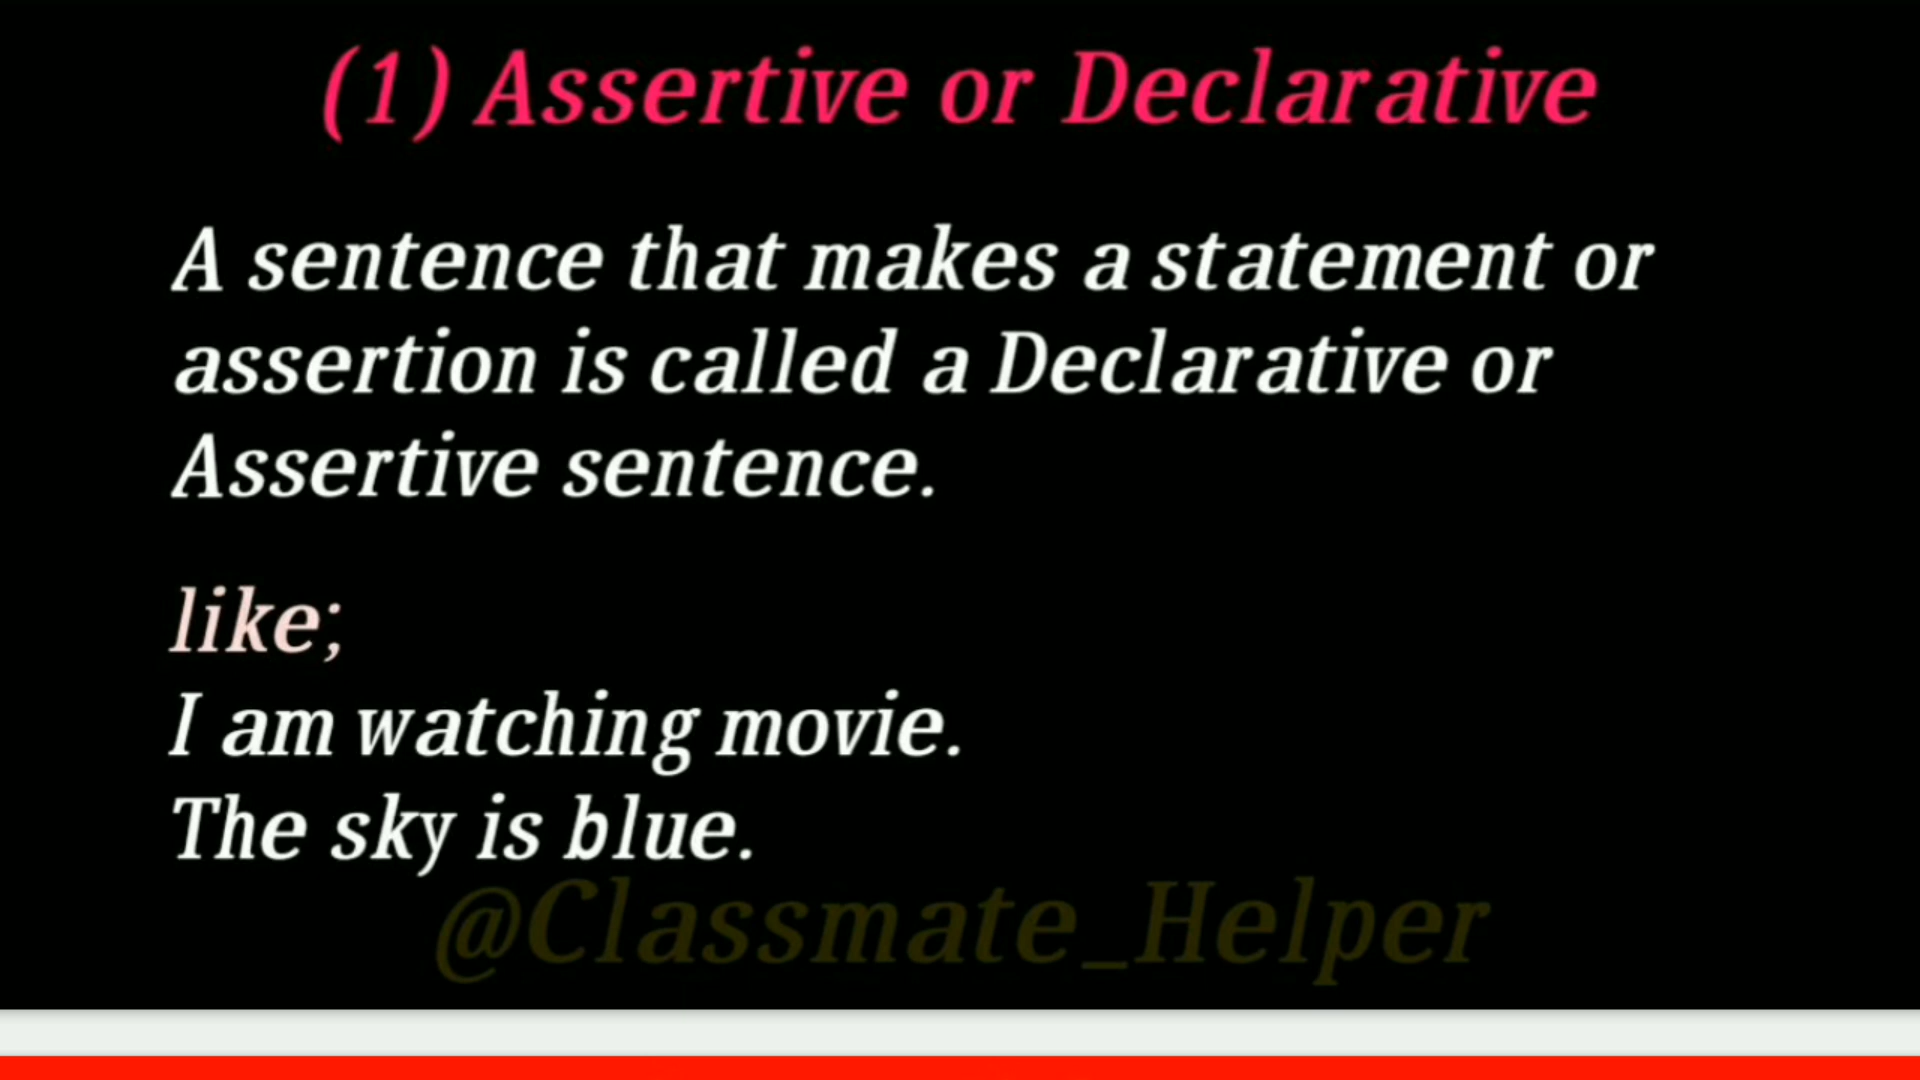 (1) Assertive or Declarative
A sentence that makes a statement or
assertion is called a Declarative or
Assertive sentence.
like;
I am watching movie.
The sky is blue.
@Classmate_Helper